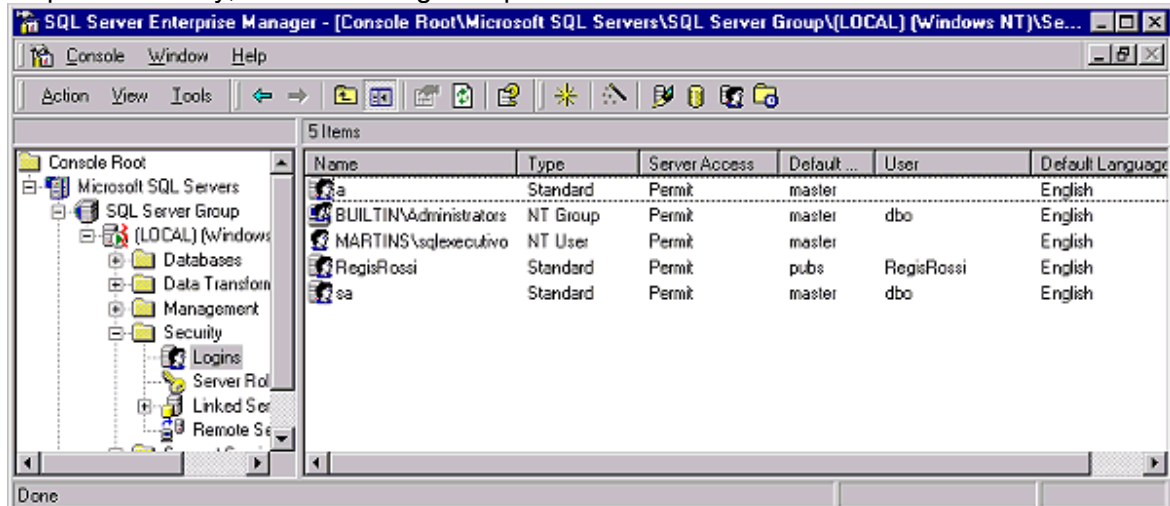 SQL Server Enterprise Manager - [Console Root\Microsoft SQL Servers\SQL Server Group\(LOCAL) (Windows NT)\Se...
Console Window Help
Action View Tools
5 Items
Console Root
Microsoft SQL Servers
SQL Server Group
(LOCAL) (Windows
Databases
Data Transform
Management
Security
Logins
Server Rol
Linked Ser
Remote Se
Name Type Server Access Default ... User Default Language
a Standard Permit master English
BUILTIN\Administrators NT Group Permit master dbo English
MARTINS\sqlexecutivo NT User Permit master English
RegisRossi Standard Permit pubs RegisRossi English
sa Standard Permit master dbo English
Done